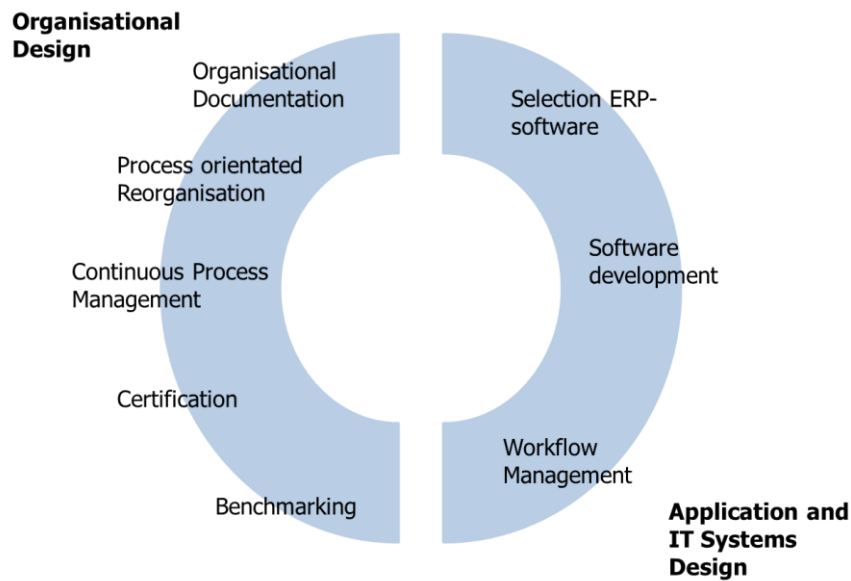 Organisational
Design
Organisational
Documentation
Process orientated
Reorganisation
Continuous Process
Management
Certification
Benchmarking
Selection ERP-
software
Software
development
Workflow
Management
Application and
IT Systems
Design